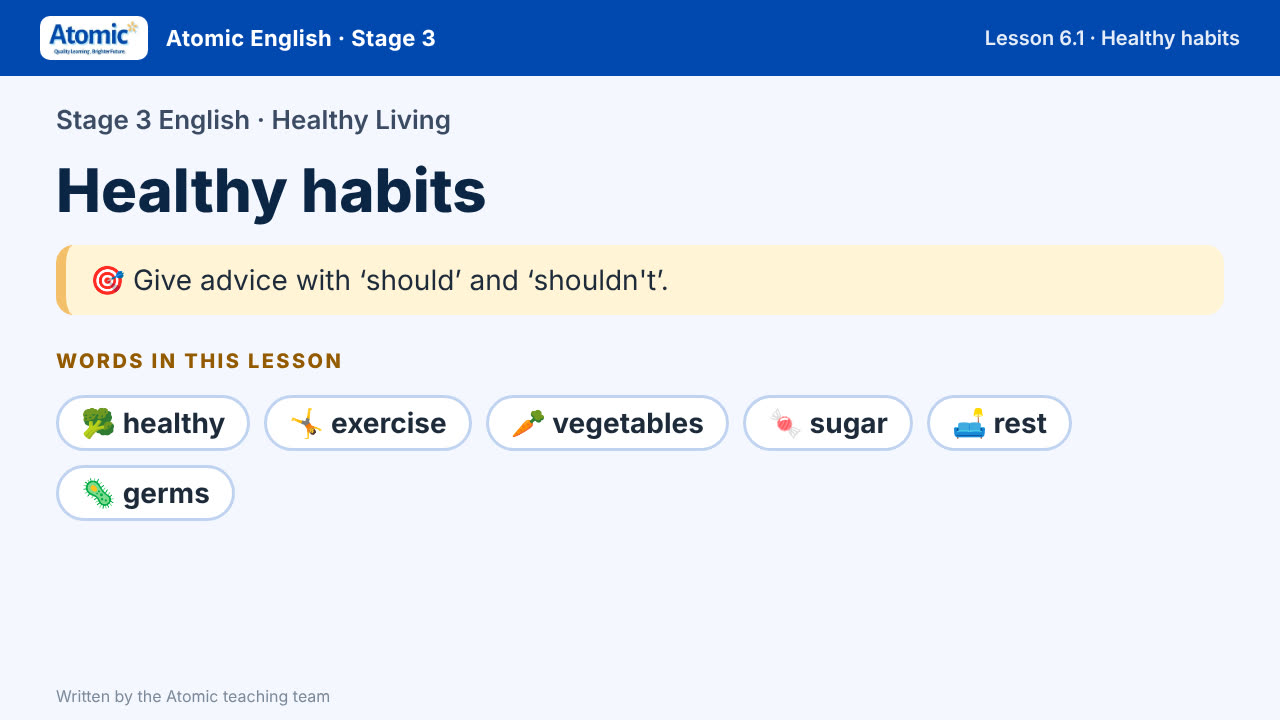 Atomic
Quality Learning. Brighter Future.
Atomic English · Stage 3
Lesson 6.1 · Healthy habits
Stage 3 English · Healthy Living
Healthy habits
Give advice with ‘should’ and ‘shouldn't’.
WORDS IN THIS LESSON
healthy
exercise
vegetables
sugar
rest
germs
Written by the Atomic teaching team